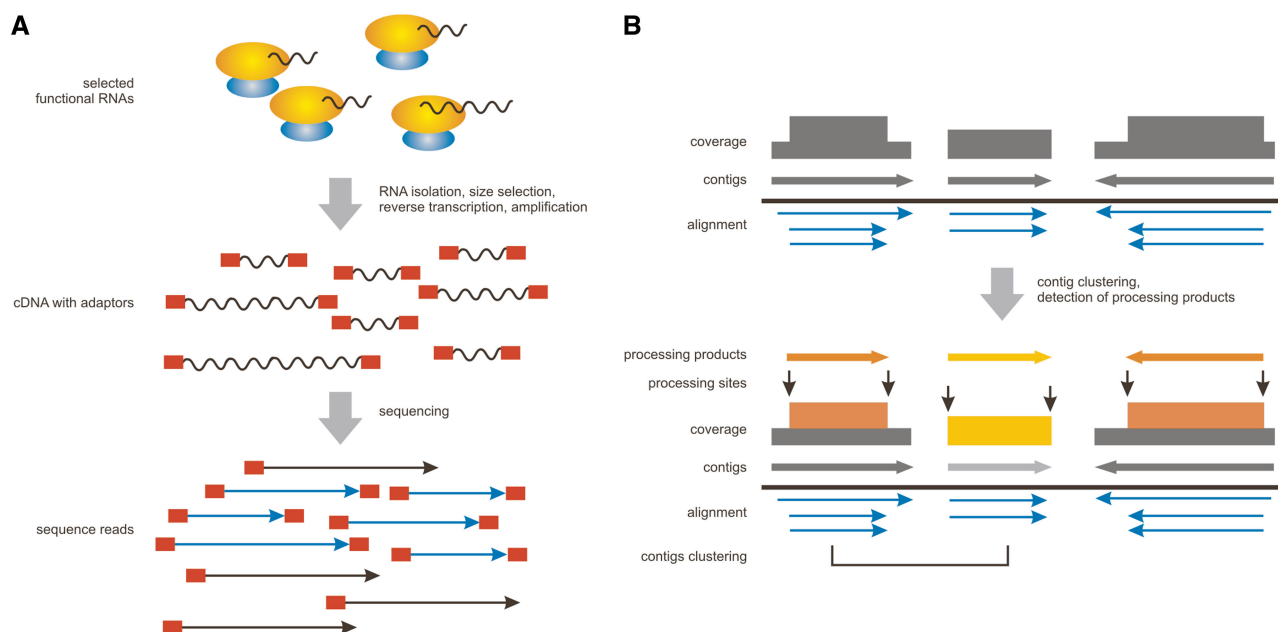 A
selected
functional RNAs
RNA isolation, size selection,
reverse transcription, amplification
cDNA with adaptors
sequencing
sequence reads
B
coverage
contigs
alignment
contig clustering,
detection of processing products
processing products
processing sites
coverage
contigs
alignment
contigs clustering